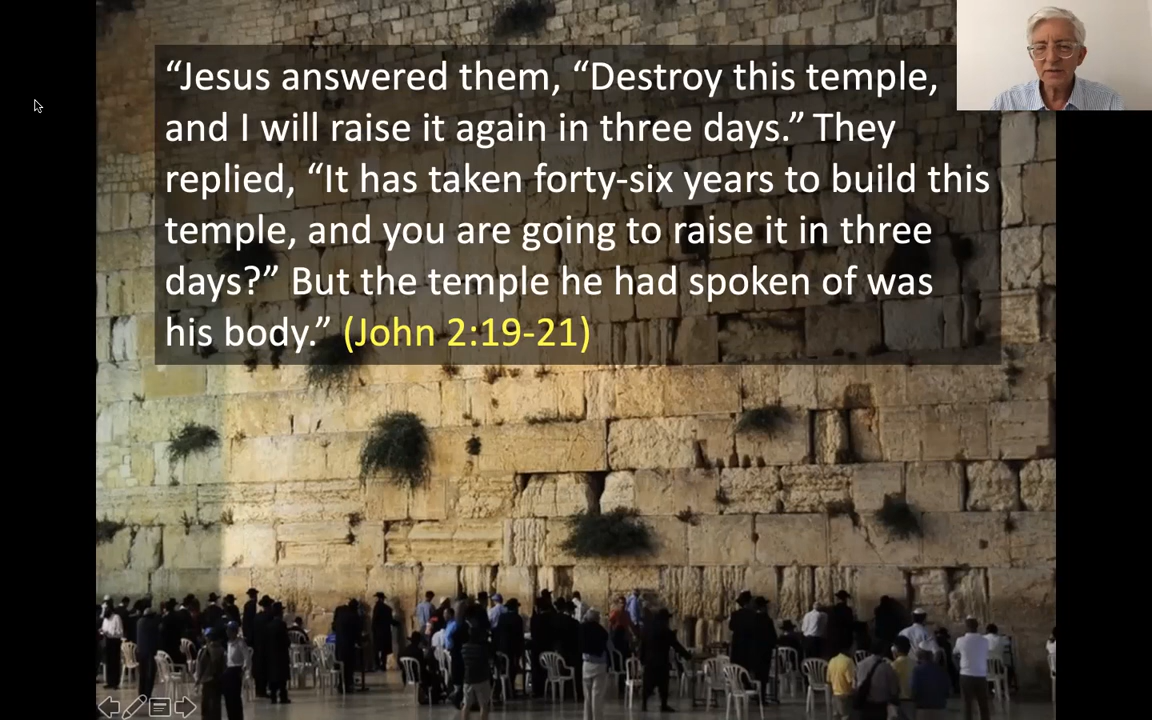 “Jesus answered them, “Destroy this temple,
and I will raise it again in three days.” They
replied, “It has taken forty-six years to build this
temple, and you are going to raise it in three
days?” But the temple he had spoken of was
his body.” (John 2:19-21)